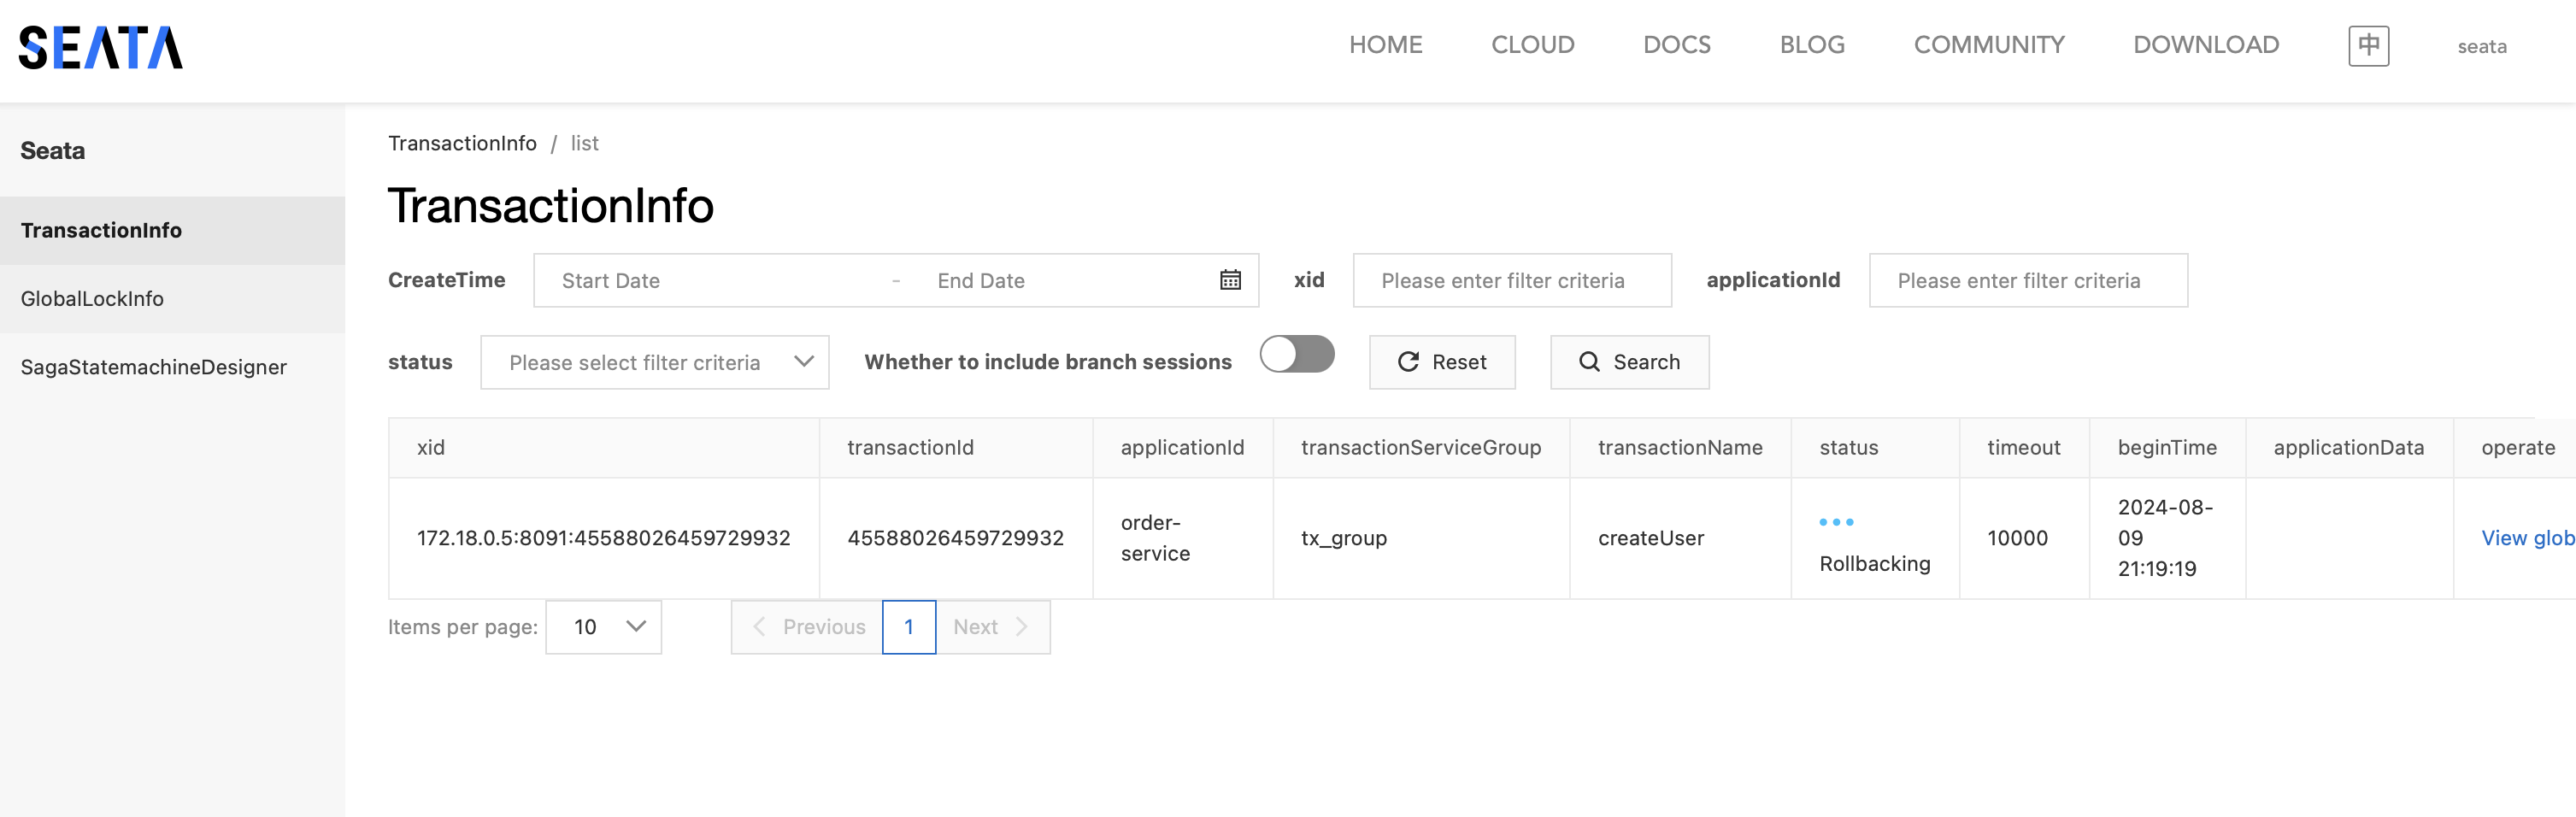 SEATA
HOME CLOUD DOCS BLOG COMMUNITY DOWNLOAD 中 seata
Seata
TransactionInfo
GlobalLockInfo
SagaStatemachineDesigner
TransactionInfo / list
TransactionInfo
CreateTime Start Date - End Date xid Please enter filter criteria applicationId Please enter filter criteria
status Please select filter criteria Whether to include branch sessions Reset Search
xid transactionId applicationId transactionServiceGroup transactionName status timeout beginTime applicationData operate
172.18.0.5:8091:45588026459729932 45588026459729932 order-
service tx_group createUser Rollbacking 10000 2024-08-
09
21:19:19 View glob
Items per page: 10 Previous 1 Next